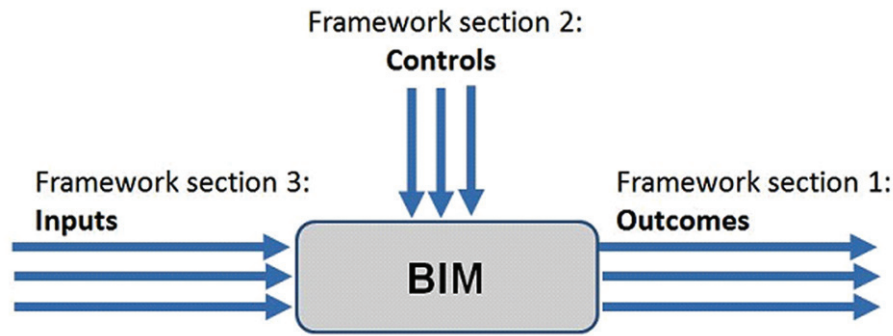 Framework section 2:
Controls
Framework section 3:
Inputs
Framework section 1:
Outcomes
BIM